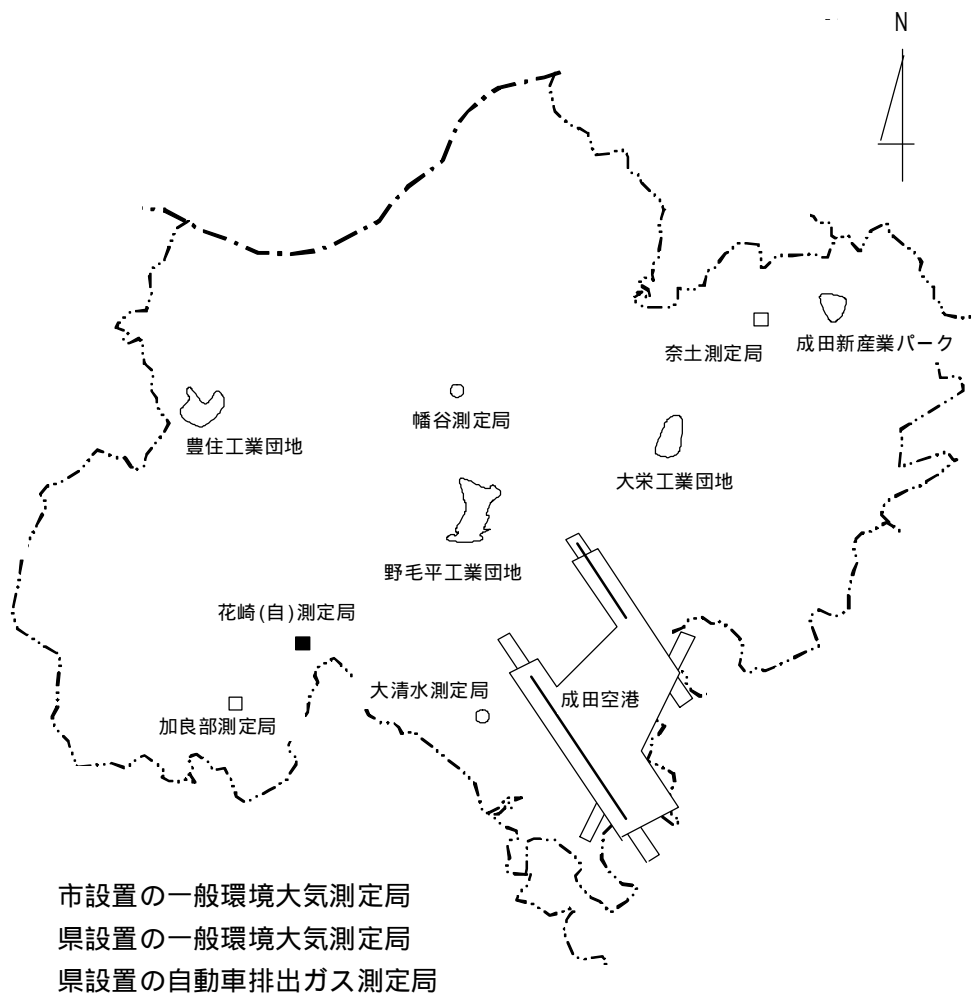 N
奈土測定局
成田新産業パーク
幡谷測定局
豊住工業団地
大栄工業団地
野毛平工業団地
花崎(自)測定局
大清水測定局
成田空港
加良部測定局
市設置の一般環境大気測定局
県設置の一般環境大気測定局
県設置の自動車排出ガス測定局